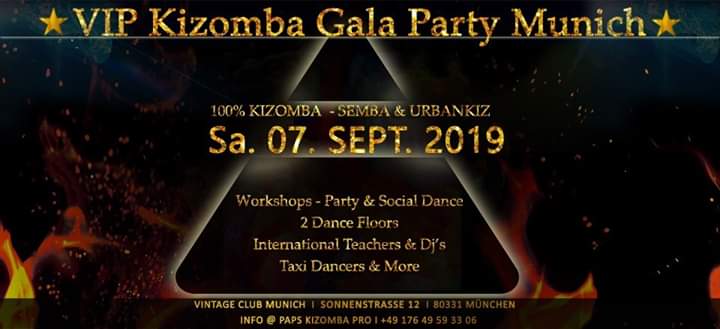 VIP Kizomba Gala Party Munich
100% KIZOMBA - SEMBA & URBANKIZ
Sa. 07. SEPT. 2019
Workshops - Party & Social Dance
2 Dance Floors
International Teachers & Dj's
Taxi Dancers & More
VINTAGE CLUB MUNICH I SONNENSTRASSE 12 I 80331 MÜNCHEN
INFO @ PAPS KIZOMBA PRO I +49 176 49 59 33 06